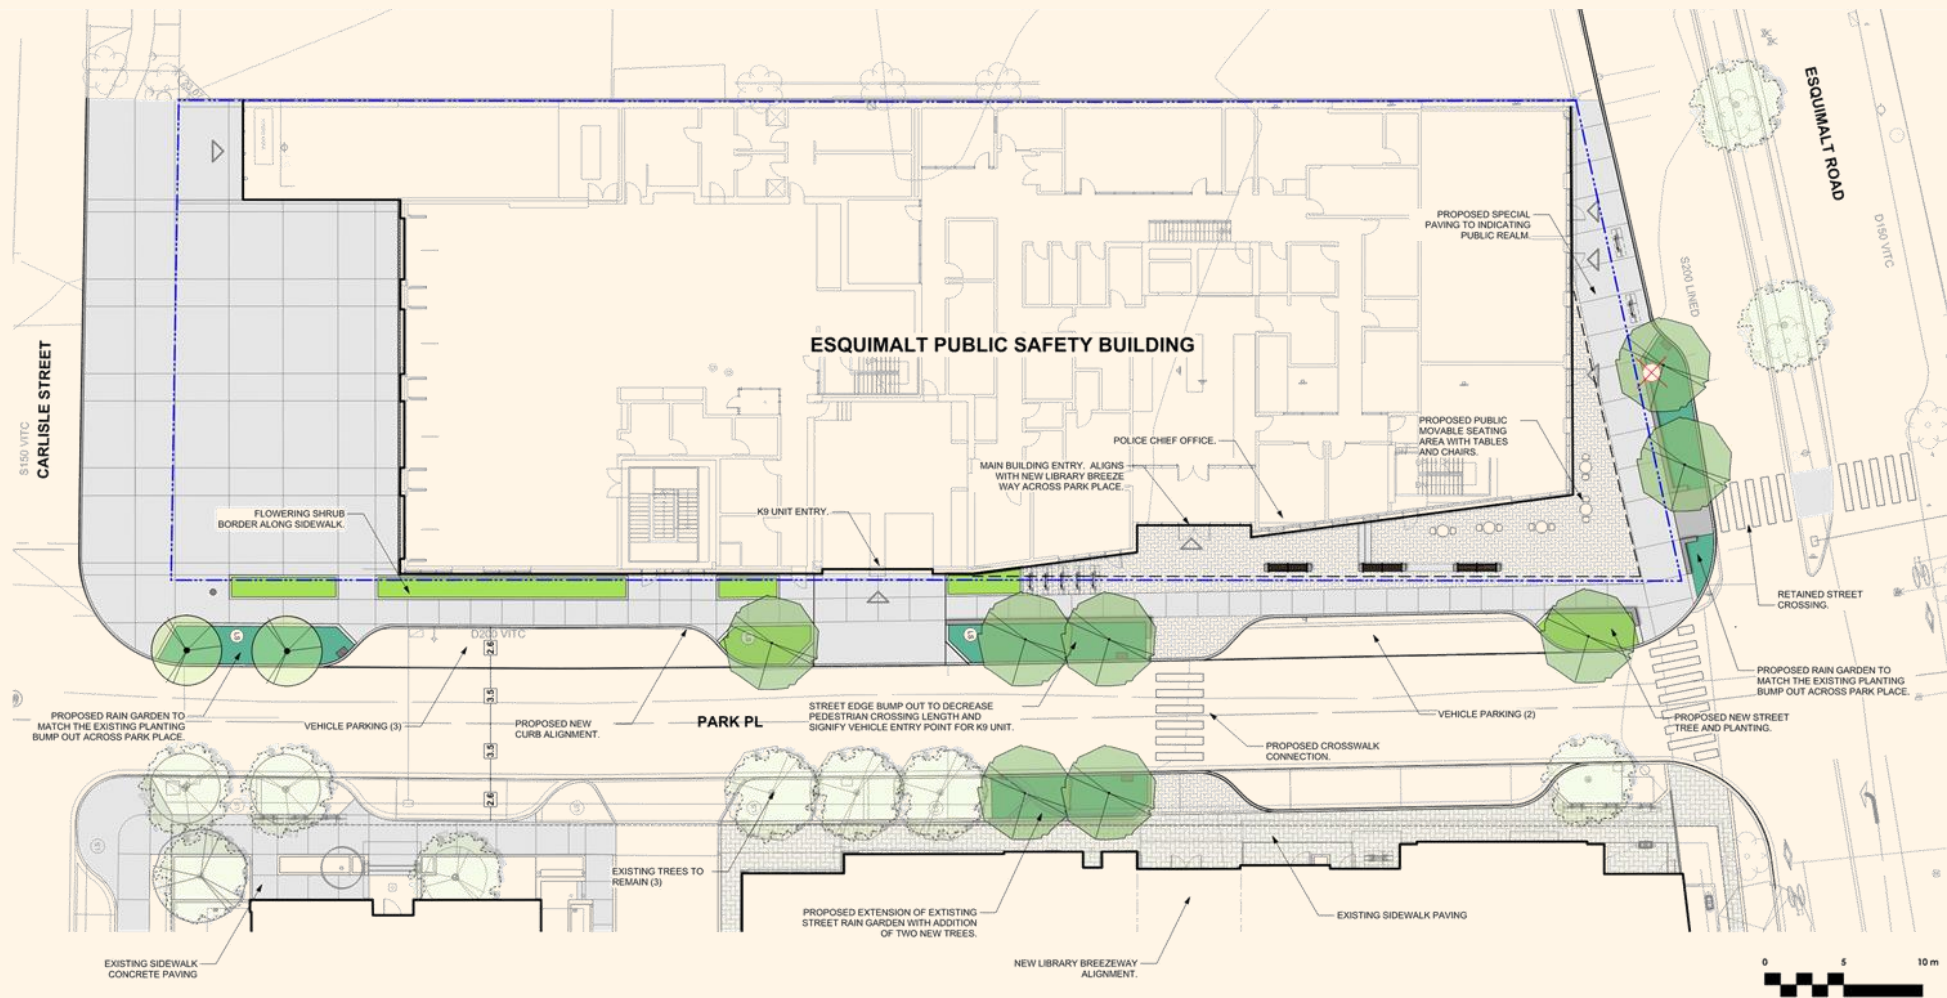 ESQUIMALT ROAD
D150 VITC
PROPOSED SPECIAL
PAVING TO INDICATING
PUBLIC REALM.
S200 LINED
ESQUIMALT PUBLIC SAFETY BUILDING
CARLISLE STREET
S150 VITC
PROPOSED PUBLIC
MOVABLE SEATING
AREA WITH TABLES
AND CHAIRS.
POLICE CHIEF OFFICE.
MAIN BUILDING ENTRY. ALIGNS
WITH NEW LIBRARY BREEZE
WAY ACROSS PARK PLACE.
FLOWERING SHRUB
BORDER ALONG SIDEWALK.
K9 UNIT ENTRY.
RETAINED STREET
CROSSING.
D200 VITC
2.6
3.5
3.5
2.6
PROPOSED RAIN GARDEN TO
MATCH THE EXISTING PLANTING
BUMP OUT ACROSS PARK PLACE.
PROPOSED RAIN GARDEN TO
MATCH THE EXISTING PLANTING
BUMP OUT ACROSS PARK PLACE.
VEHICLE PARKING (3)
PROPOSED NEW
CURB ALIGNMENT.
PARK PL
STREET EDGE BUMP OUT TO DECREASE
PEDESTRIAN CROSSING LENGTH AND
SIGNIFY VEHICLE ENTRY POINT FOR K9 UNIT.
VEHICLE PARKING (2)
PROPOSED NEW STREET
TREE AND PLANTING.
PROPOSED CROSSWALK
CONNECTION.
EXISTING TREES TO
REMAIN (3)
PROPOSED EXTENSION OF EXTISTING
STREET RAIN GARDEN WITH ADDITION
OF TWO NEW TREES.
EXISTING SIDEWALK PAVING
EXISTING SIDEWALK
CONCRETE PAVING
NEW LIBRARY BREEZEWAY
ALIGNMENT.
0 5 10 m